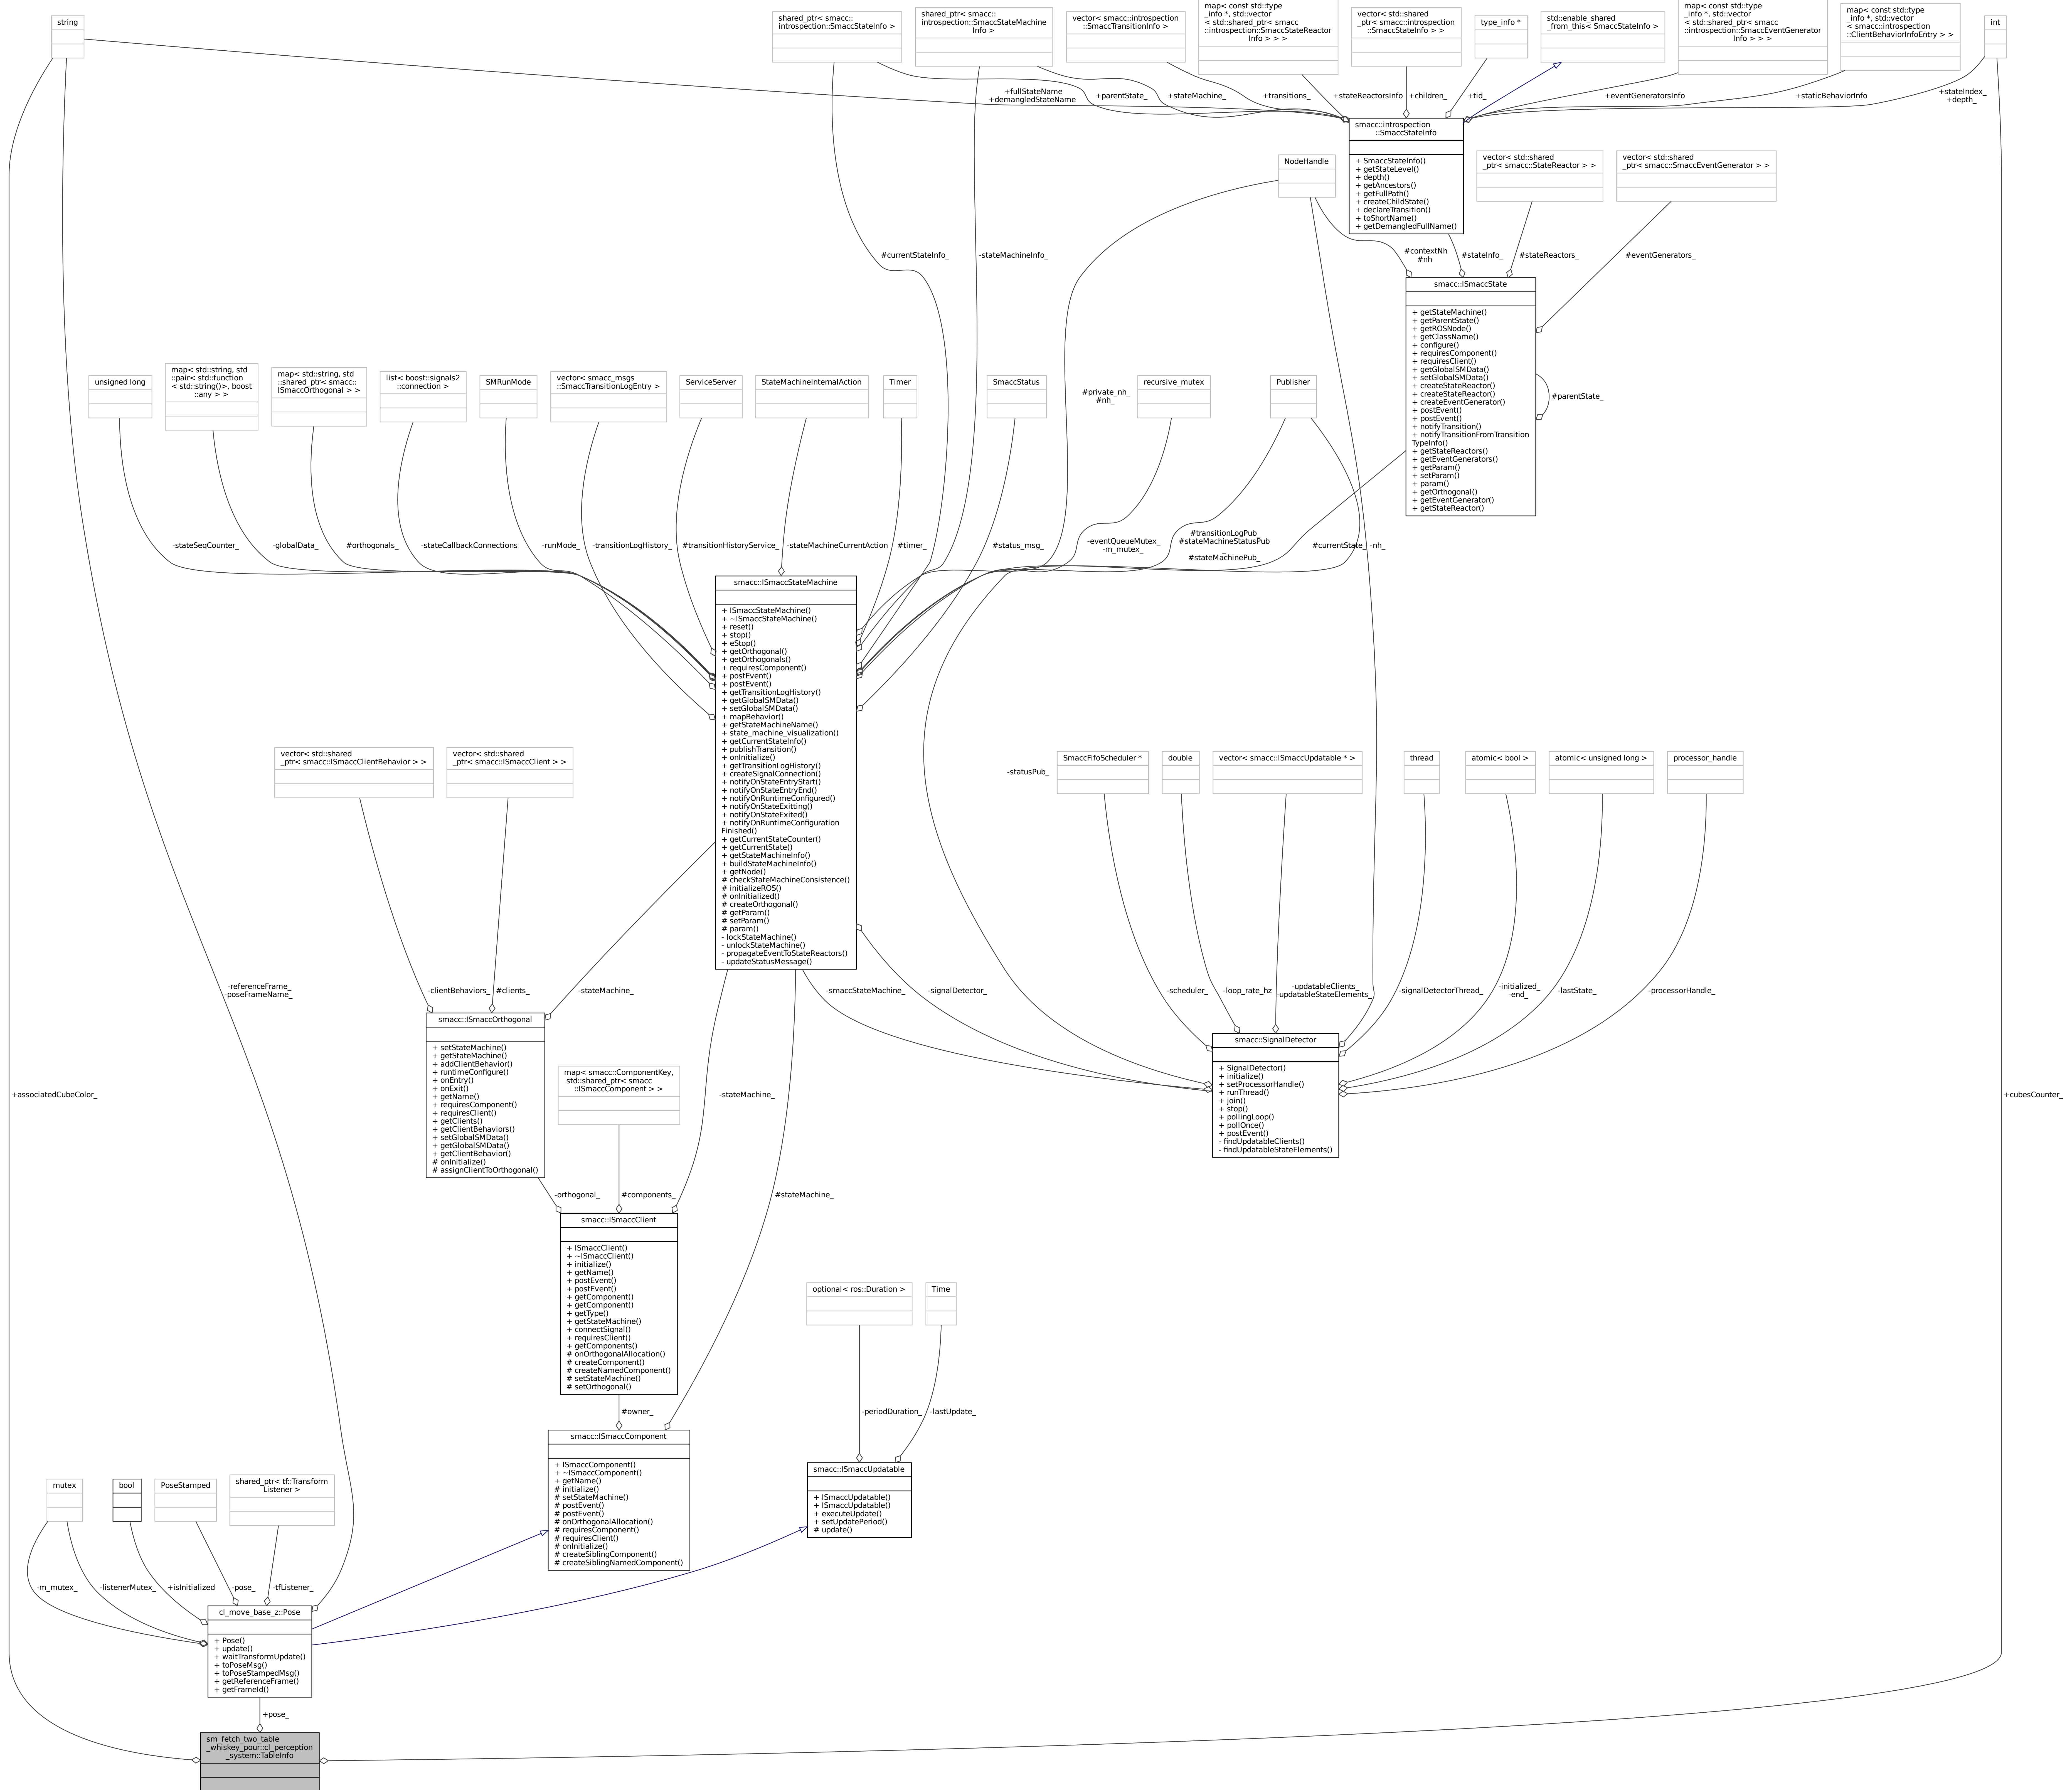 string
shared_ptr< smacc::
introspection::SmaccStateInfo >
shared_ptr< smacc::
introspection::SmaccStateMachine
Info >
vector< smacc::introspection
::SmaccTransitionInfo >
map< const std::type
_info *, std::vector
< std::shared_ptr< smacc
::introspection::SmaccStateReactor
Info > > >
vector< std::shared
_ptr< smacc::introspection
::SmaccStateInfo > >
type_info *
std::enable_shared
_from_this< SmaccStateInfo >
map< const std::type
_info *, std::vector
< std::shared_ptr< smacc
::introspection::SmaccEventGenerator
Info > > >
map< const std::type
_info *, std::vector
< smacc::introspection
::ClientBehaviorInfoEntry > >
int
+fullStateName
+demangledStateName
+parentState_
+stateMachine_
+transitions_
+stateReactorsInfo
+children_
+tid_
+eventGeneratorsInfo
+staticBehaviorInfo
+stateIndex_
+depth_
smacc::introspection
::SmaccStateInfo
+ SmaccStateInfo()
+ getStateLevel()
+ depth()
+ getAncestors()
+ getFullPath()
+ createChildState()
+ declareTransition()
+ toShortName()
+ getDemangledFullName()
NodeHandle
vector< std::shared
_ptr< smacc::StateReactor > >
vector< std::shared
_ptr< smacc::SmaccEventGenerator > >
#currentStateInfo_
-stateMachineInfo_
#contextNh
#nh
#stateInfo_
#stateReactors_
#eventGenerators_
smacc::ISmaccState
+ getStateMachine()
+ getParentState()
+ getROSNode()
+ getClassName()
+ configure()
+ requiresComponent()
+ requiresClient()
+ getGlobalSMData()
+ setGlobalSMData()
+ createStateReactor()
+ createStateReactor()
+ createEventGenerator()
+ postEvent()
+ postEvent()
+ notifyTransition()
+ notifyTransitionFromTransition
TypeInfo()
+ getStateReactors()
+ getEventGenerators()
+ getParam()
+ setParam()
+ param()
+ getOrthogonal()
+ getEventGenerator()
+ getStateReactor()
#parentState_
unsigned long
map< std::string, std
::pair< std::function
< std::string()>, boost
::any > >
map< std::string, std
::shared_ptr< smacc::
ISmaccOrthogonal > >
list< boost::signals2
::connection >
SMRunMode
vector< smacc_msgs
::SmaccTransitionLogEntry >
ServiceServer
StateMachineInternalAction
Timer
SmaccStatus
#private_nh_
#nh_
recursive_mutex
Publisher
-stateSeqCounter_
-globalData_
#orthogonals_
-stateCallbackConnections
-runMode_
-transitionLogHistory_
#transitionHistoryService_
-stateMachineCurrentAction
#timer_
#status_msg_
-eventQueueMutex_
-m_mutex_
#transitionLogPub_
#stateMachineStatusPub
_
#stateMachinePub_
#currentState_
-nh_
smacc::ISmaccStateMachine
+ ISmaccStateMachine()
+ ~ISmaccStateMachine()
+ reset()
+ stop()
+ eStop()
+ getOrthogonal()
+ getOrthogonals()
+ requiresComponent()
+ postEvent()
+ postEvent()
+ getTransitionLogHistory()
+ getGlobalSMData()
+ setGlobalSMData()
+ mapBehavior()
+ getStateMachineName()
+ state_machine_visualization()
+ getCurrentStateInfo()
+ publishTransition()
+ onInitialize()
+ getTransitionLogHistory()
+ createSignalConnection()
+ notifyOnStateEntryStart()
+ notifyOnStateEntryEnd()
+ notifyOnRuntimeConfigured()
+ notifyOnStateExitting()
+ notifyOnStateExited()
+ notifyOnRuntimeConfiguration
Finished()
+ getCurrentStateCounter()
+ getCurrentState()
+ getStateMachineInfo()
+ buildStateMachineInfo()
+ getNode()
# checkStateMachineConsistence()
# initializeROS()
# onInitialized()
# createOrthogonal()
# getParam()
# setParam()
# param()
- lockStateMachine()
- unlockStateMachine()
- propagateEventToStateReactors()
- updateStatusMessage()
vector< std::shared
_ptr< smacc::ISmaccClientBehavior > >
vector< std::shared
_ptr< smacc::ISmaccClient > >
-statusPub_
SmaccFifoScheduler *
double
vector< smacc::ISmaccUpdatable * >
thread
atomic< bool >
atomic< unsigned long >
processor_handle
-referenceFrame_
-poseFrameName_
-clientBehaviors_
#clients_
-stateMachine_
-smaccStateMachine_
-signalDetector_
-scheduler_
-loop_rate_hz
-updatableClients_
-updatableStateElements_
-signalDetectorThread_
-initialized_
-end_
-lastState_
-processorHandle_
smacc::ISmaccOrthogonal
+ setStateMachine()
+ getStateMachine()
+ addClientBehavior()
+ runtimeConfigure()
+ onEntry()
+ onExit()
+ getName()
+ requiresComponent()
+ requiresClient()
+ getClients()
+ getClientBehaviors()
+ setGlobalSMData()
+ getGlobalSMData()
+ getClientBehavior()
# onInitialize()
# assignClientToOrthogonal()
smacc::SignalDetector
+ SignalDetector()
+ initialize()
+ setProcessorHandle()
+ runThread()
+ join()
+ stop()
+ pollingLoop()
+ pollOnce()
+ postEvent()
- findUpdatableClients()
- findUpdatableStateElements()
map< smacc::ComponentKey,
std::shared_ptr< smacc
::ISmaccComponent > >
+associatedCubeColor_
-stateMachine_
+cubesCounter_
-orthogonal_
#components_
#stateMachine_
smacc::ISmaccClient
+ ISmaccClient()
+ ~ISmaccClient()
+ initialize()
+ getName()
+ postEvent()
+ postEvent()
+ getComponent()
+ getComponent()
+ getType()
+ getStateMachine()
+ connectSignal()
+ requiresClient()
+ getComponents()
# onOrthogonalAllocation()
# createComponent()
# createNamedComponent()
# setStateMachine()
# setOrthogonal()
optional< ros::Duration >
Time
#owner_
-periodDuration_
-lastUpdate_
smacc::ISmaccComponent
+ ISmaccComponent()
+ ~ISmaccComponent()
+ getName()
# initialize()
# setStateMachine()
# postEvent()
# postEvent()
# onOrthogonalAllocation()
# requiresComponent()
# requiresClient()
# onInitialize()
# createSiblingComponent()
# createSiblingNamedComponent()
smacc::ISmaccUpdatable
+ ISmaccUpdatable()
+ ISmaccUpdatable()
+ executeUpdate()
+ setUpdatePeriod()
# update()
mutex
bool
PoseStamped
shared_ptr< tf::Transform
Listener >
-m_mutex_
-listenerMutex_
+isInitialized
-pose_
-tfListener_
cl_move_base_z::Pose
+ Pose()
+ update()
+ waitTransformUpdate()
+ toPoseMsg()
+ toPoseStampedMsg()
+ getReferenceFrame()
+ getFrameId()
+pose_
sm_fetch_two_table
_whiskey_pour::cl_perception
_system::TableInfo